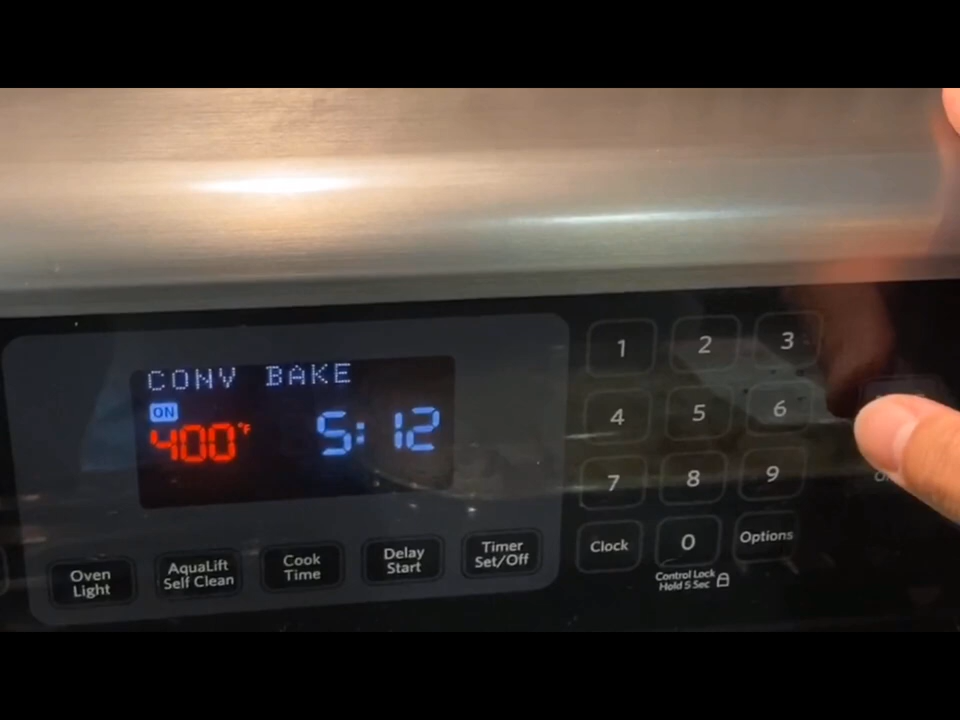 CONV BAKE
ON
400°F 5:12
1 2 3
4 5 6
7 8 9
Clock 0 Options
Control Lock
Hold 5 Sec
Oven
Light
AquaLift
Self Clean
Cook
Time
Delay
Start
Timer
Set/Off